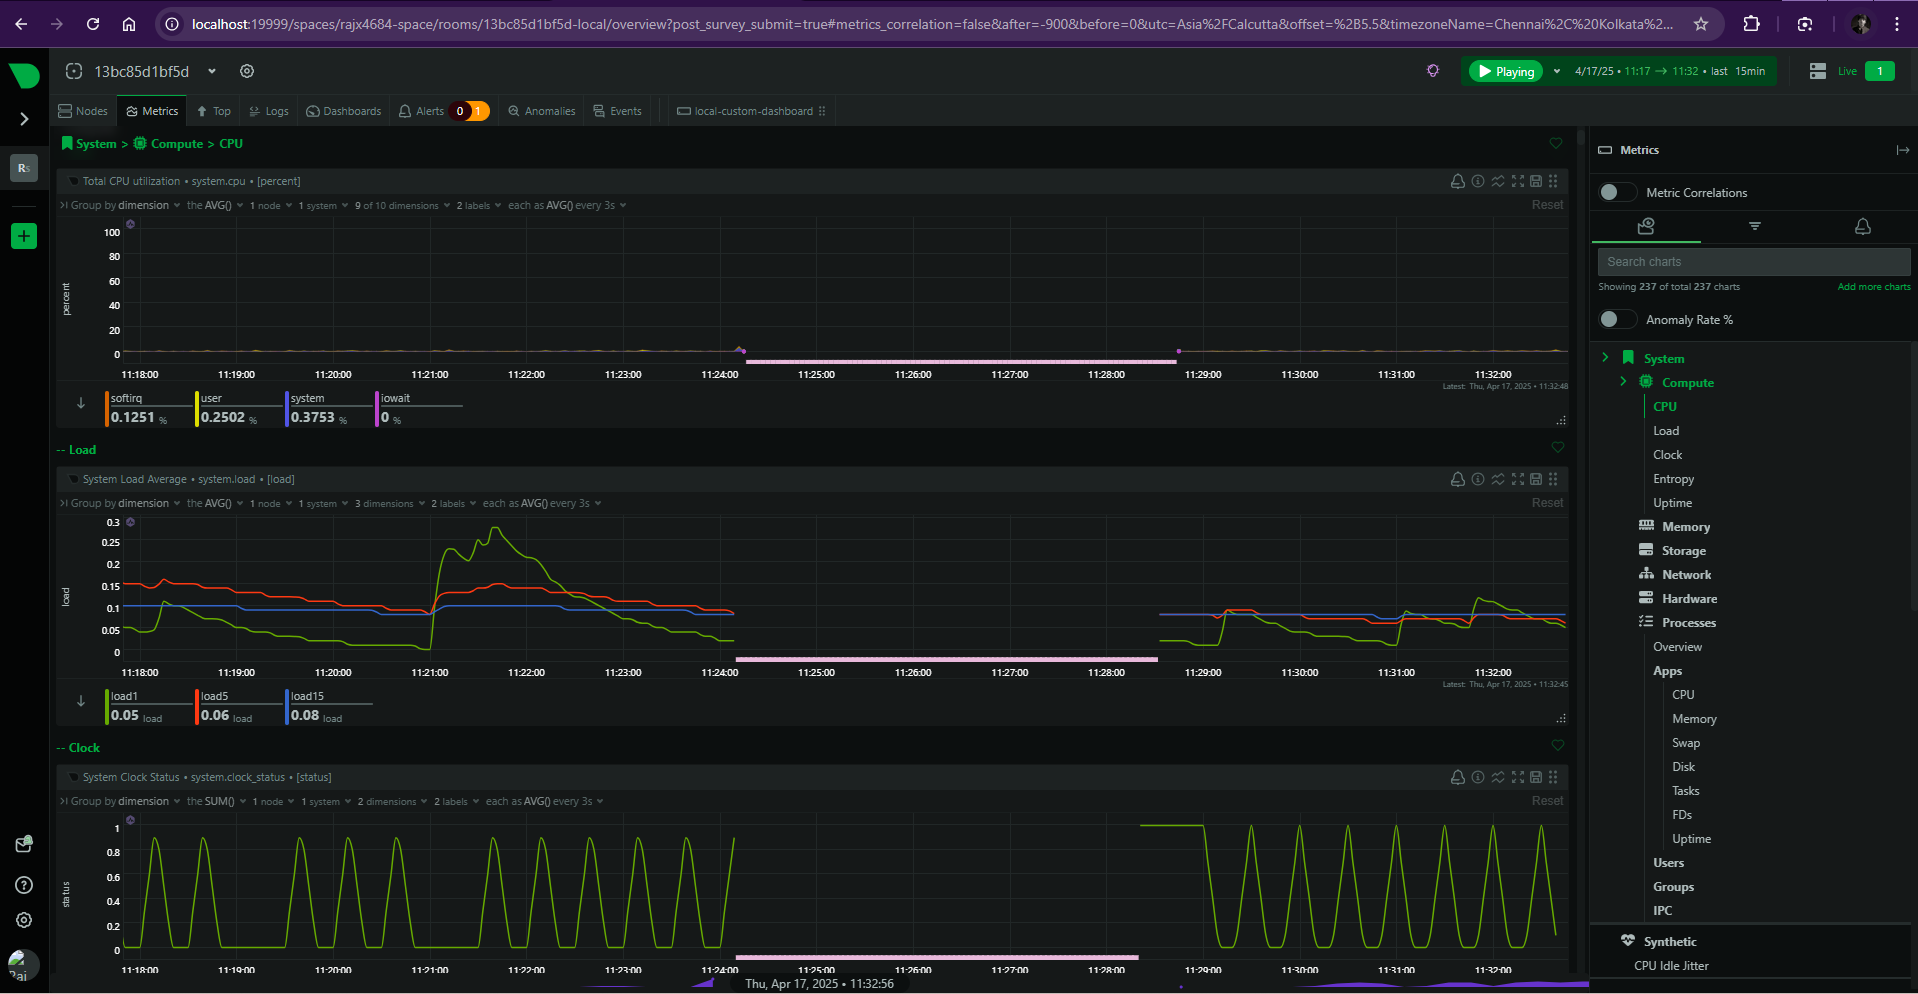 localhost:19999/spaces/rajx4684-space/rooms/13bc85d1bf5d-local/overview?post_survey_submit=true#metrics_correlation=false&after=-900&before=0&utc=Asia%2FCalcutta&offset=%2B5.5&timezoneName=Chennai%2C%20Kolkata%2C...
13bc85d1bf5d
Playing
4/17/25 • 11:17 → 11:32 • last 15min
Live 1
Nodes Metrics Top Logs Dashboards Alerts 0 1 Anomalies Events local-custom-dashboard
Rs
System > Compute > CPU
Total CPU utilization • system.cpu • [percent]
Group by dimension the AVG() 1 node 1 system 9 of 10 dimensions 2 labels each as AVG() every 3s Reset
percent
100
80
60
40
20
0
11:18:00 11:19:00 11:20:00 11:21:00 11:22:00 11:23:00 11:24:00 11:25:00 11:26:00 11:27:00 11:28:00 11:29:00 11:30:00 11:31:00 11:32:00
Latest: Thu, Apr 17, 2025 • 11:32:48
softirq user system iowait
0.1251 % 0.2502 % 0.3753 % 0 %
-- Load
System Load Average • system.load • [load]
Group by dimension the AVG() 1 node 1 system 3 dimensions 2 labels each as AVG() every 3s Reset
load
0.3
0.25
0.2
0.15
0.1
0.05
0
11:18:00 11:19:00 11:20:00 11:21:00 11:22:00 11:23:00 11:24:00 11:25:00 11:26:00 11:27:00 11:28:00 11:29:00 11:30:00 11:31:00 11:32:00
Latest: Thu, Apr 17, 2025 • 11:32:45
load1 load5 load15
0.05 load 0.06 load 0.08 load
-- Clock
System Clock Status • system.clock_status • [status]
Group by dimension the SUM() 1 node 1 system 2 dimensions 2 labels each as AVG() every 3s Reset
status
1
0.8
0.6
0.4
0.2
0
11:18:00 11:19:00 11:20:00 11:21:00 11:22:00 11:23:00 11:24:00 11:25:00 11:26:00 11:27:00 11:28:00 11:29:00 11:30:00 11:31:00 11:32:00
Thu, Apr 17, 2025 • 11:32:56
Raj
Metrics
Metric Correlations
Search charts
Showing 237 of total 237 charts Add more charts
Anomaly Rate %
System
Compute
CPU
Load
Clock
Entropy
Uptime
Memory
Storage
Network
Hardware
Processes
Overview
Apps
CPU
Memory
Swap
Disk
Tasks
FDs
Uptime
Users
Groups
IPC
Synthetic
CPU Idle Jitter